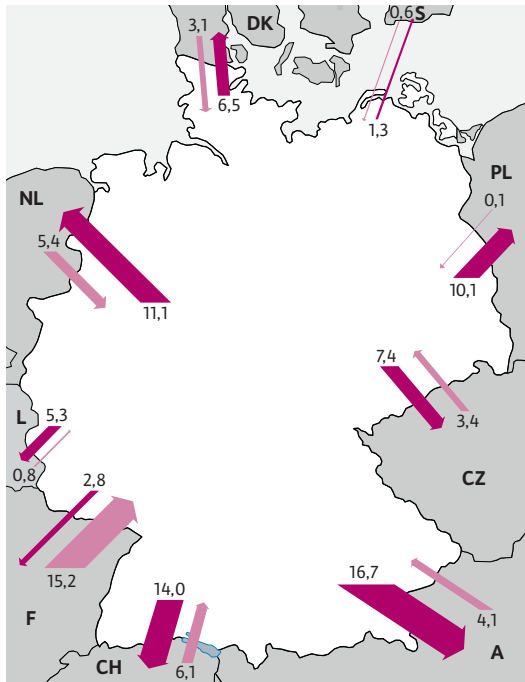 0,6 S
3,1 DK
6,5
1,3
PL
NL
0,1
5,4
10,1
11,1
7,4
L 5,3
3,4
0,8
2,8
CZ
15,2
16,7
14,0
F
4,1
A
CH 6,1